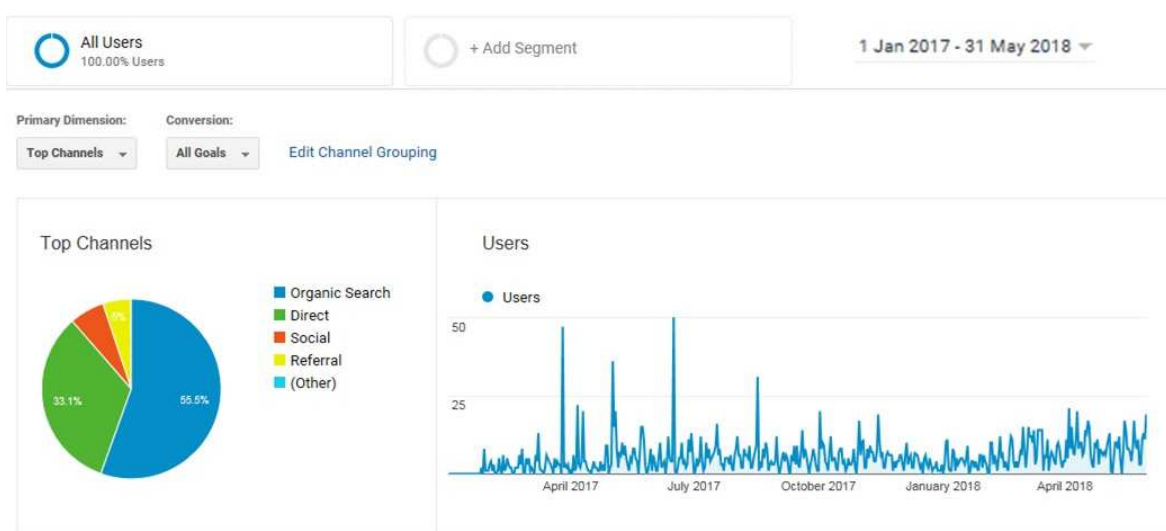 All Users
100.00% Users
+ Add Segment
1 Jan 2017 - 31 May 2018
Primary Dimension:
Conversion:
Top Channels
All Goals
Edit Channel Grouping
Top Channels
Organic Search
Direct
Social
Referral
(Other)
5%
33.1%
55.5%
Users
Users
50
25
April 2017
July 2017
October 2017
January 2018
April 2018